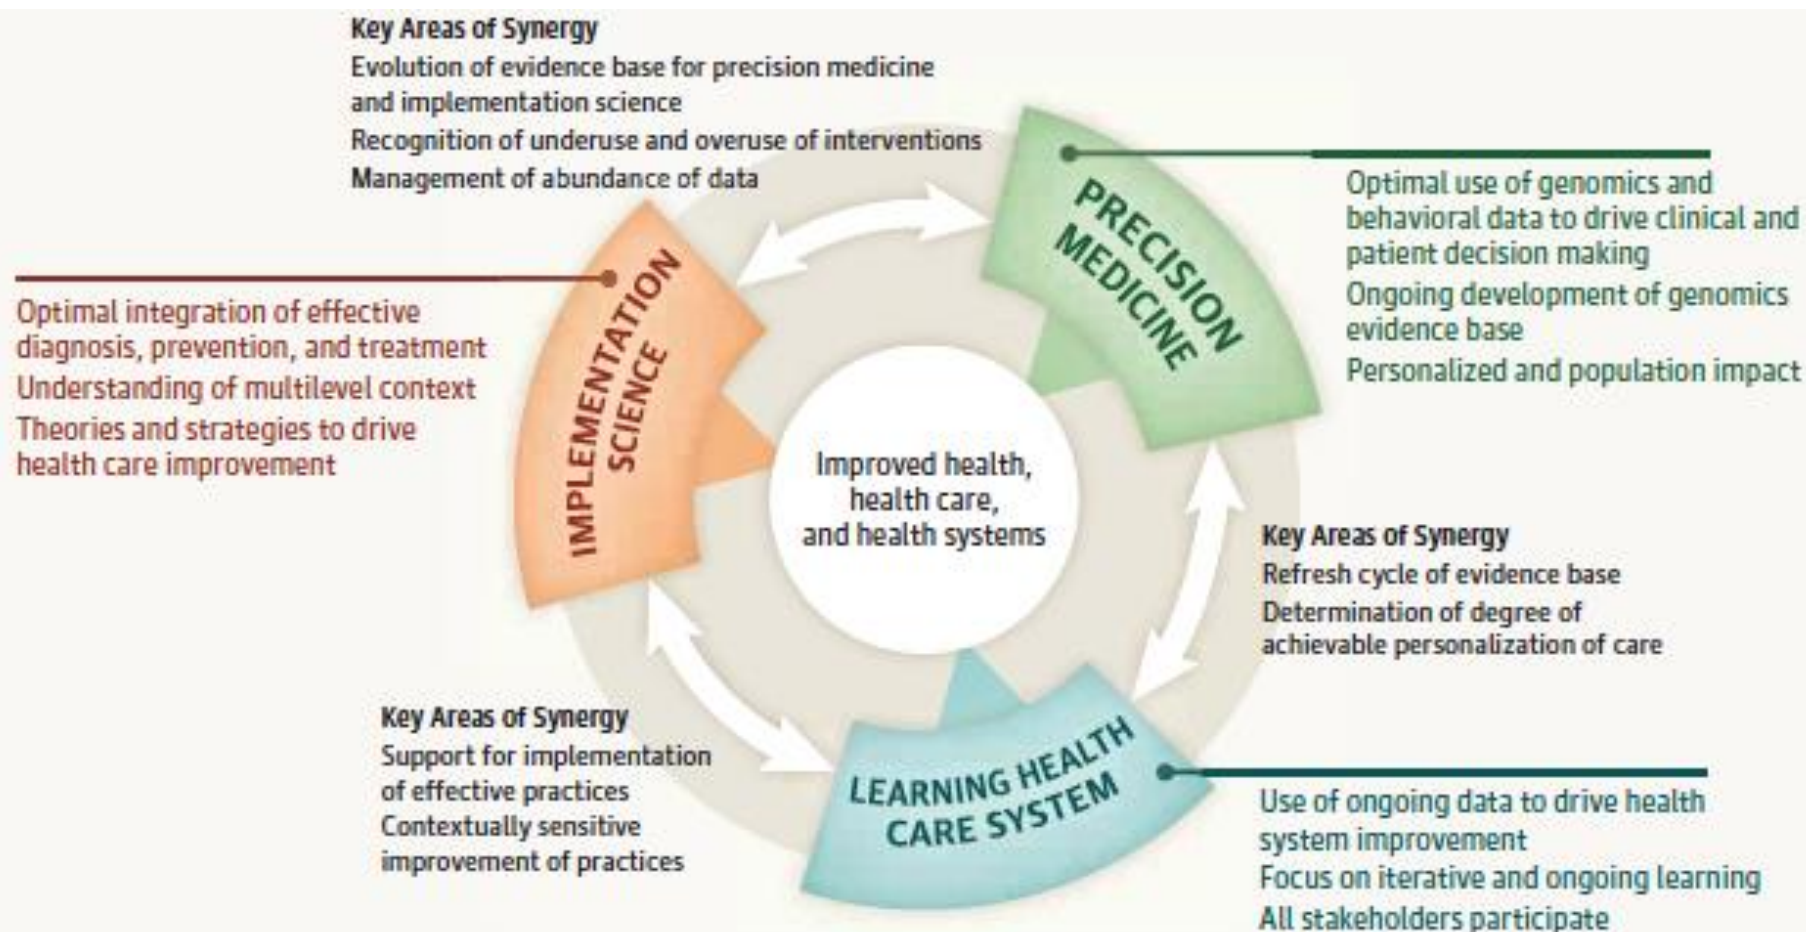 Key Areas of Synergy
Evolution of evidence base for precision medicine
and implementation science
Recognition of underuse and overuse of interventions
Management of abundance of data
PRECISION
MEDICINE
Optimal use of genomics and
behavioral data to drive clinical and
patient decision making
Ongoing development of genomics
evidence base
Personalized and population impact
IMPLEMENTATION
SCIENCE
Optimal integration of effective
diagnosis, prevention, and treatment
Understanding of multilevel context
Theories and strategies to drive
health care improvement
Improved health,
health care,
and health systems
Key Areas of Synergy
Refresh cycle of evidence base
Determination of degree of
achievable personalization of care
Key Areas of Synergy
Support for implementation
of effective practices
Contextually sensitive
improvement of practices
LEARNING HEALTH
CARE SYSTEM
Use of ongoing data to drive health
system improvement
Focus on iterative and ongoing learning
All stakeholders participate